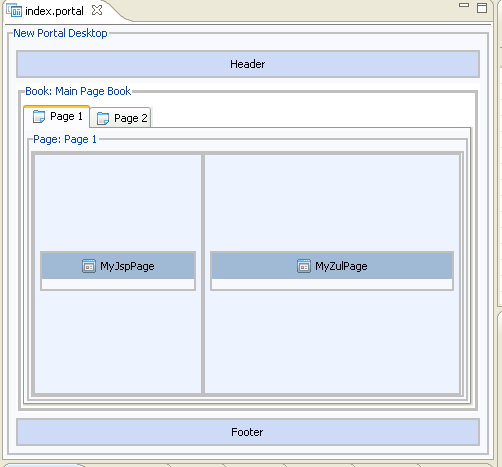 index.portal
New Portal Desktop
Header
Book: Main Page Book
Page 1
Page 2
Page: Page 1
MyJspPage
MyZulPage
Footer